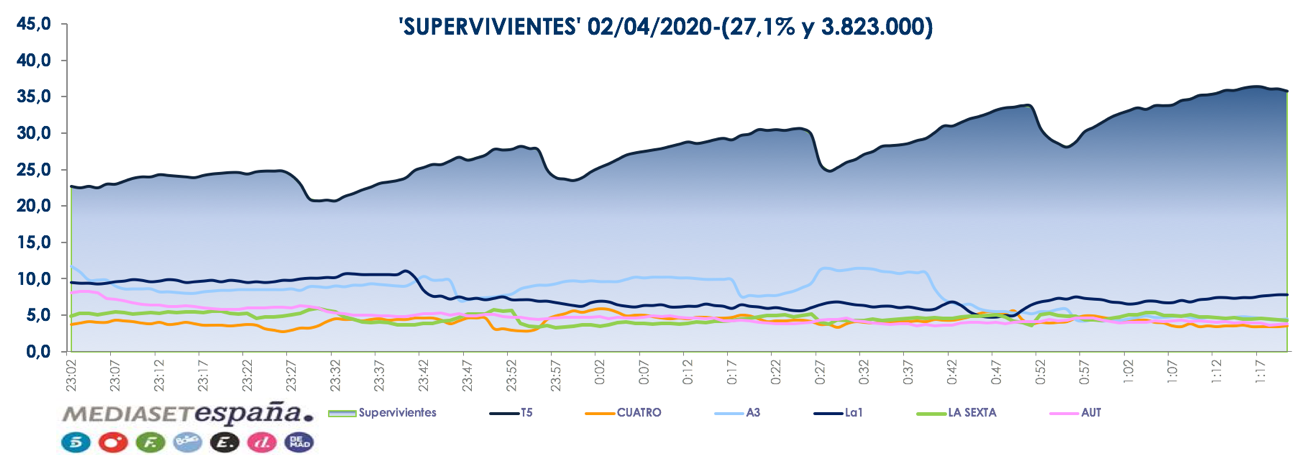 'SUPERVIVIENTES' 02/04/2020-(27,1% y 3.823.000)
45,0
40,0
35,0
30,0
25,0
20,0
15,0
10,0
5,0
0,0
23:02 23:07 23:12 23:17 23:22 23:27 23:32 23:37 23:42 23:47 23:52 23:57 0:02 0:07 0:12 0:17 0:22 0:27 0:32 0:37 0:42 0:47 0:52 0:57 1:02 1:07 1:12 1:17
Supervivientes T5 CUATRO A3 La1 LA SEXTA AUT
MEDIASETespaña.
5 F. Boing E. d. DE MAD